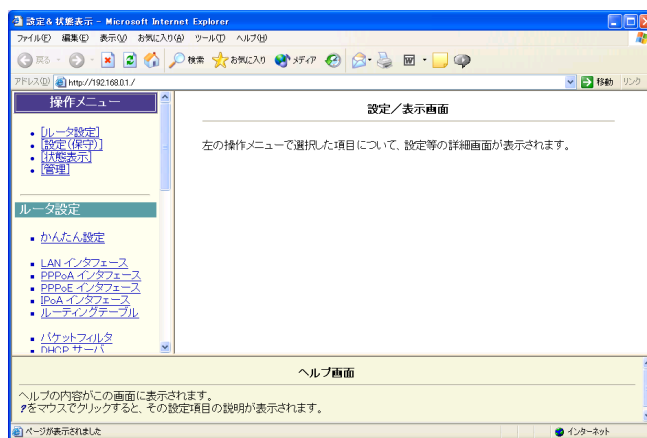 設定＆状態表示 - Microsoft Internet Explorer
ファイル(F) 編集(E) 表示(V) お気に入り(A) ツール(T) ヘルプ(H)
戻る 検索 お気に入り メディア
アドレス(D) http://192.168.0.1/ 移動 リンク
操作メニュー
[ルータ設定]
[設定(保守)]
[状態表示]
[管理]
ルータ設定
かんたん設定
LAN インタフェース
PPPoA インタフェース
PPPoE インタフェース
IPoA インタフェース
ルーティングテーブル
パケットフィルタ
DHCP サーバ
設定／表示画面
左の操作メニューで選択した項目について、設定等の詳細画面が表示されます。
ヘルプ画面
ヘルプの内容がこの画面に表示されます。
?をマウスでクリックすると、その設定項目の説明が表示されます。
ページが表示されました インターネット